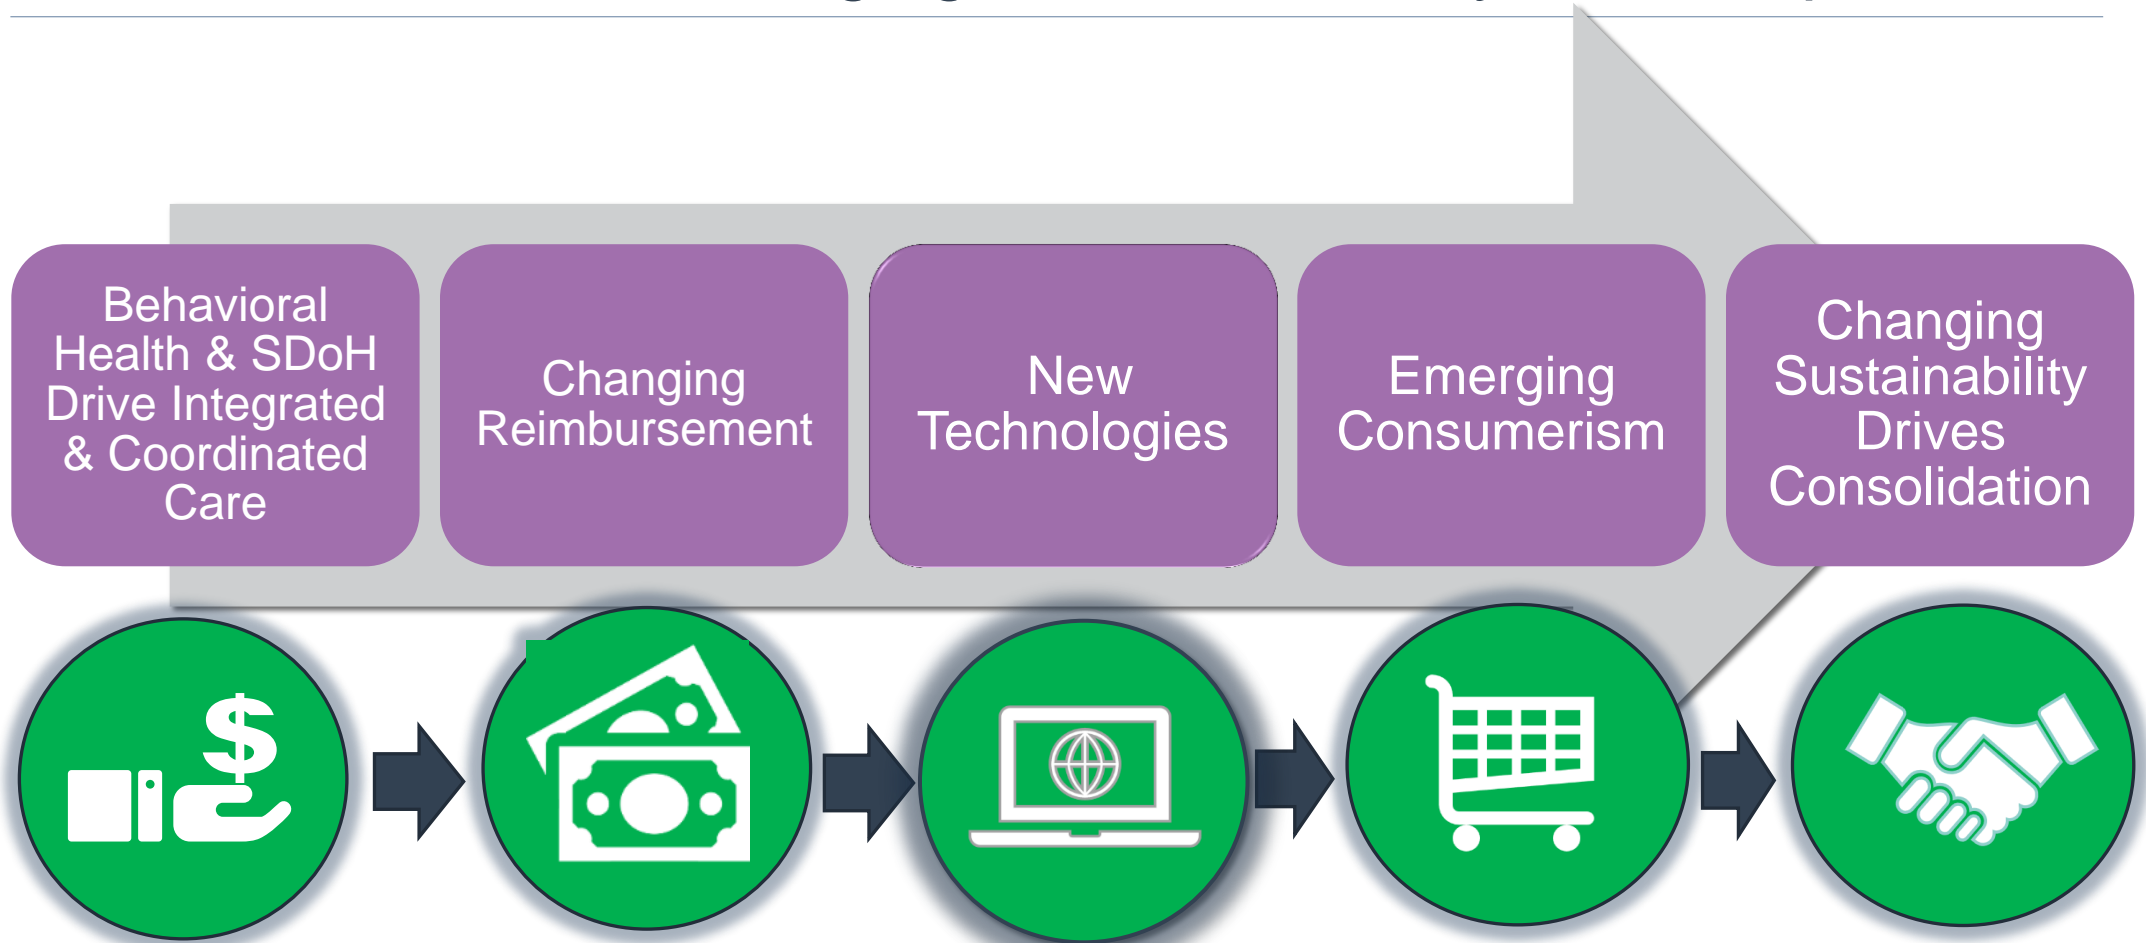 Behavioral
Health & SDoH
Drive Integrated
& Coordinated
Care
Changing
Reimbursement
New
Technologies
Emerging
Consumerism
Changing
Sustainability
Drives
Consolidation